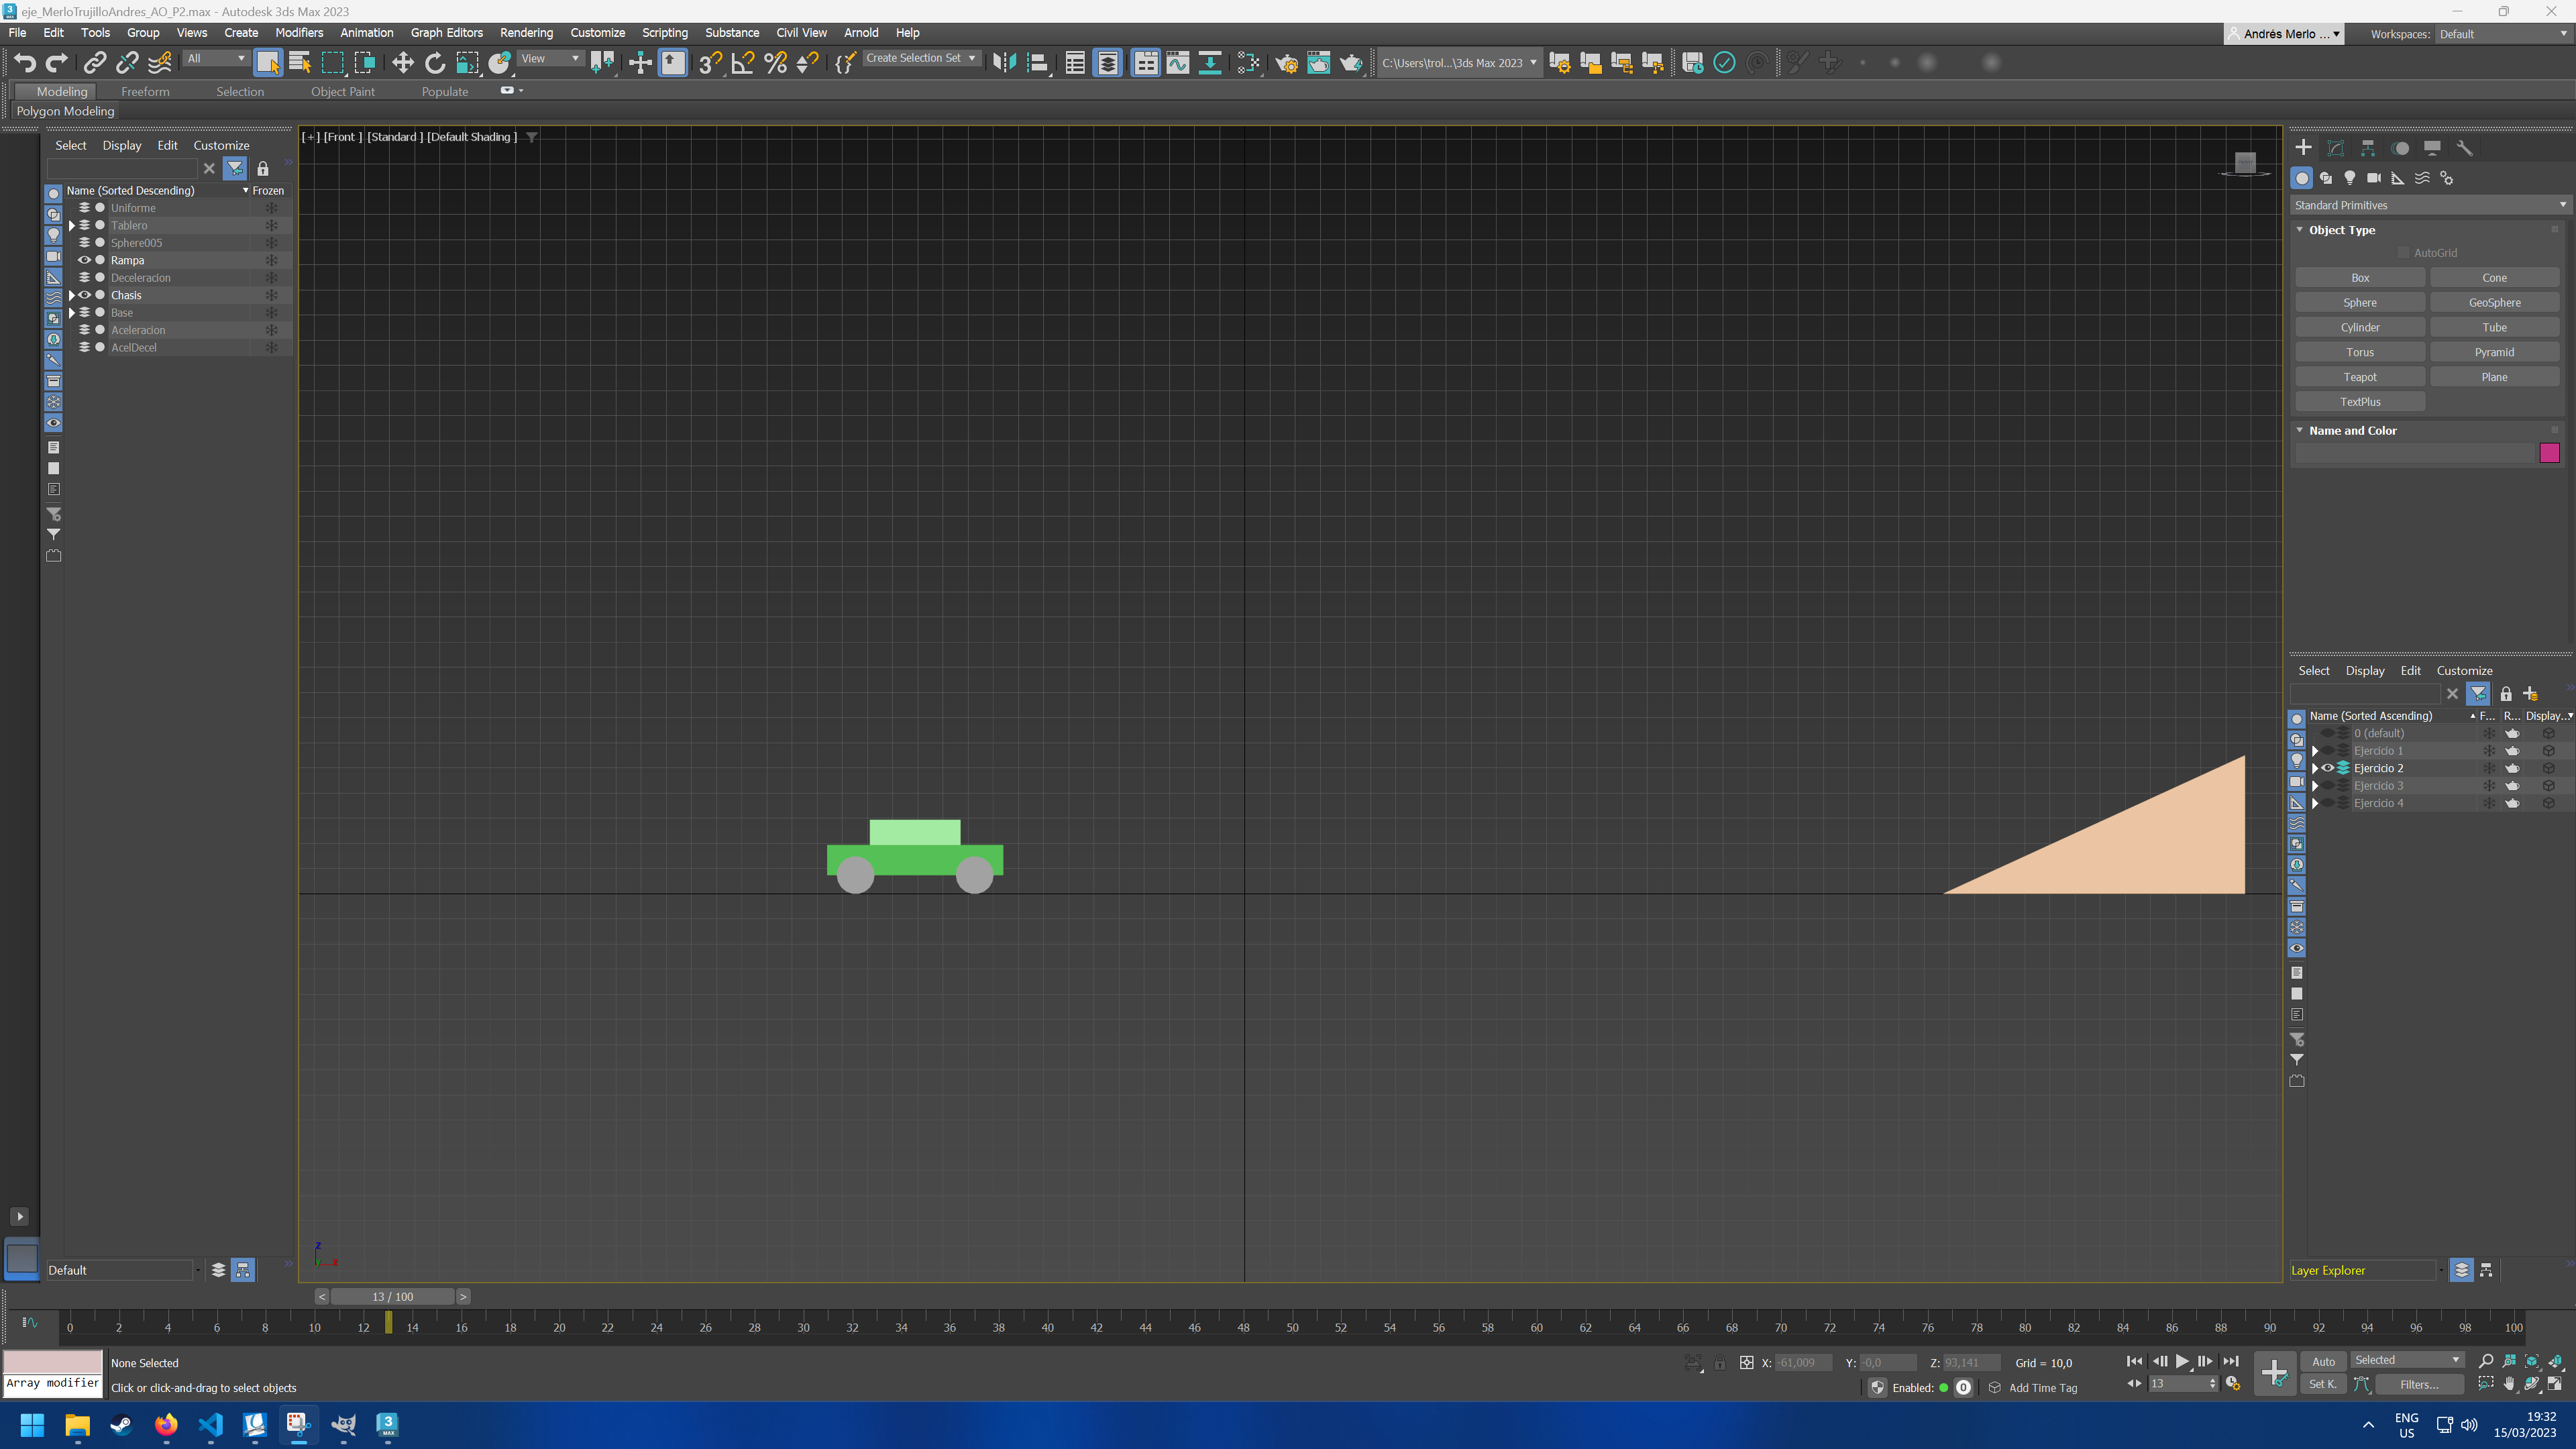 eje_MerloTrujilloAndres_AO_P2.max - Autodesk 3ds Max 2023
File Edit Tools Group Views Create Modifiers Animation Graph Editors Rendering Customize Scripting Substance Civil View Arnold Help
Andrés Merlo ... Workspaces: Default
All View Create Selection Set C:\Users\trol...\3ds Max 2023
Modeling Freeform Selection Object Paint Populate
Polygon Modeling
[+] [Front ] [Standard ] [Default Shading ]
Select Display Edit Customize
Name (Sorted Descending) Frozen
Uniforme
Tablero
Sphere005
Rampa
Deceleracion
Chasis
Base
Aceleracion
AcelDecel
Standard Primitives
Object Type
AutoGrid
Box Cone
Sphere GeoSphere
Cylinder Tube
Torus Pyramid
Teapot Plane
TextPlus
Name and Color
Select Display Edit Customize
Name (Sorted Ascending) F... R... Display...
0 (default)
Ejercicio 1
Ejercicio 2
Ejercicio 3
Ejercicio 4
z
x
Default
Layer Explorer
< 13 / 100 >
0 2 4 6 8 10 12 14 16 18 20 22 24 26 28 30 32 34 36 38 40 42 44 46 48 50 52 54 56 58 60 62 64 66 68 70 72 74 76 78 80 82 84 86 88 90 92 94 96 98 100
None Selected
X: -61,009 Y: -0,0 Z: 93,141 Grid = 10,0
Auto Selected
Array modifier
Click or click-and-drag to select objects
Enabled: 0 Add Time Tag
13
Set K. Filters...
ENG
US
19:32
15/03/2023